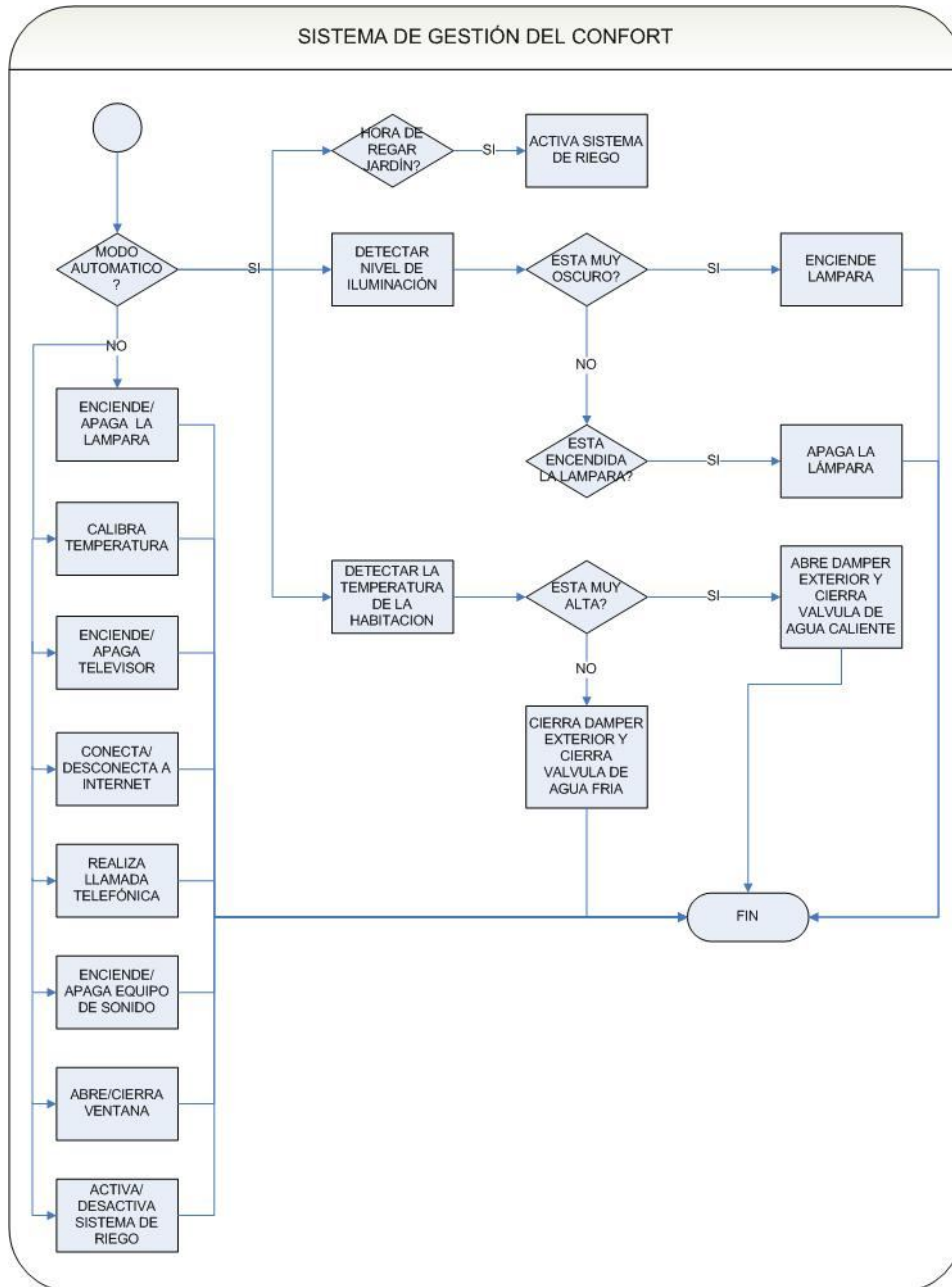 SISTEMA DE GESTIÓN DEL CONFORT
HORA DE
REGAR
JARDÍN?
SI
ACTIVA SISTEMA
DE RIEGO
MODO
AUTOMATICO
?
SI
DETECTAR
NIVEL DE
ILUMINACIÓN
ESTA MUY
OSCURO?
SI
ENCIENDE
LAMPARA
NO
NO
ENCIENDE/
APAGA LA
LAMPARA
ESTA
ENCENDIDA
LA LAMPARA?
SI
APAGA LA
LÁMPARA
CALIBRA
TEMPERATURA
DETECTAR LA
TEMPERATURA
DE LA
HABITACION
ESTA MUY
ALTA?
SI
ABRE DAMPER
EXTERIOR Y
CIERRA
VALVULA DE
AGUA CALIENTE
NO
ENCIENDE/
APAGA
TELEVISOR
CIERRA DAMPER
EXTERIOR Y
CIERRA
VALVULA DE
AGUA FRIA
CONECTA/
DESCONECTA A
INTERNET
REALIZA
LLAMADA
TELEFÓNICA
FIN
ENCIENDE/
APAGA EQUIPO
DE SONIDO
ABRE/CIERRA
VENTANA
ACTIVA/
DESACTIVA
SISTEMA DE
RIEGO